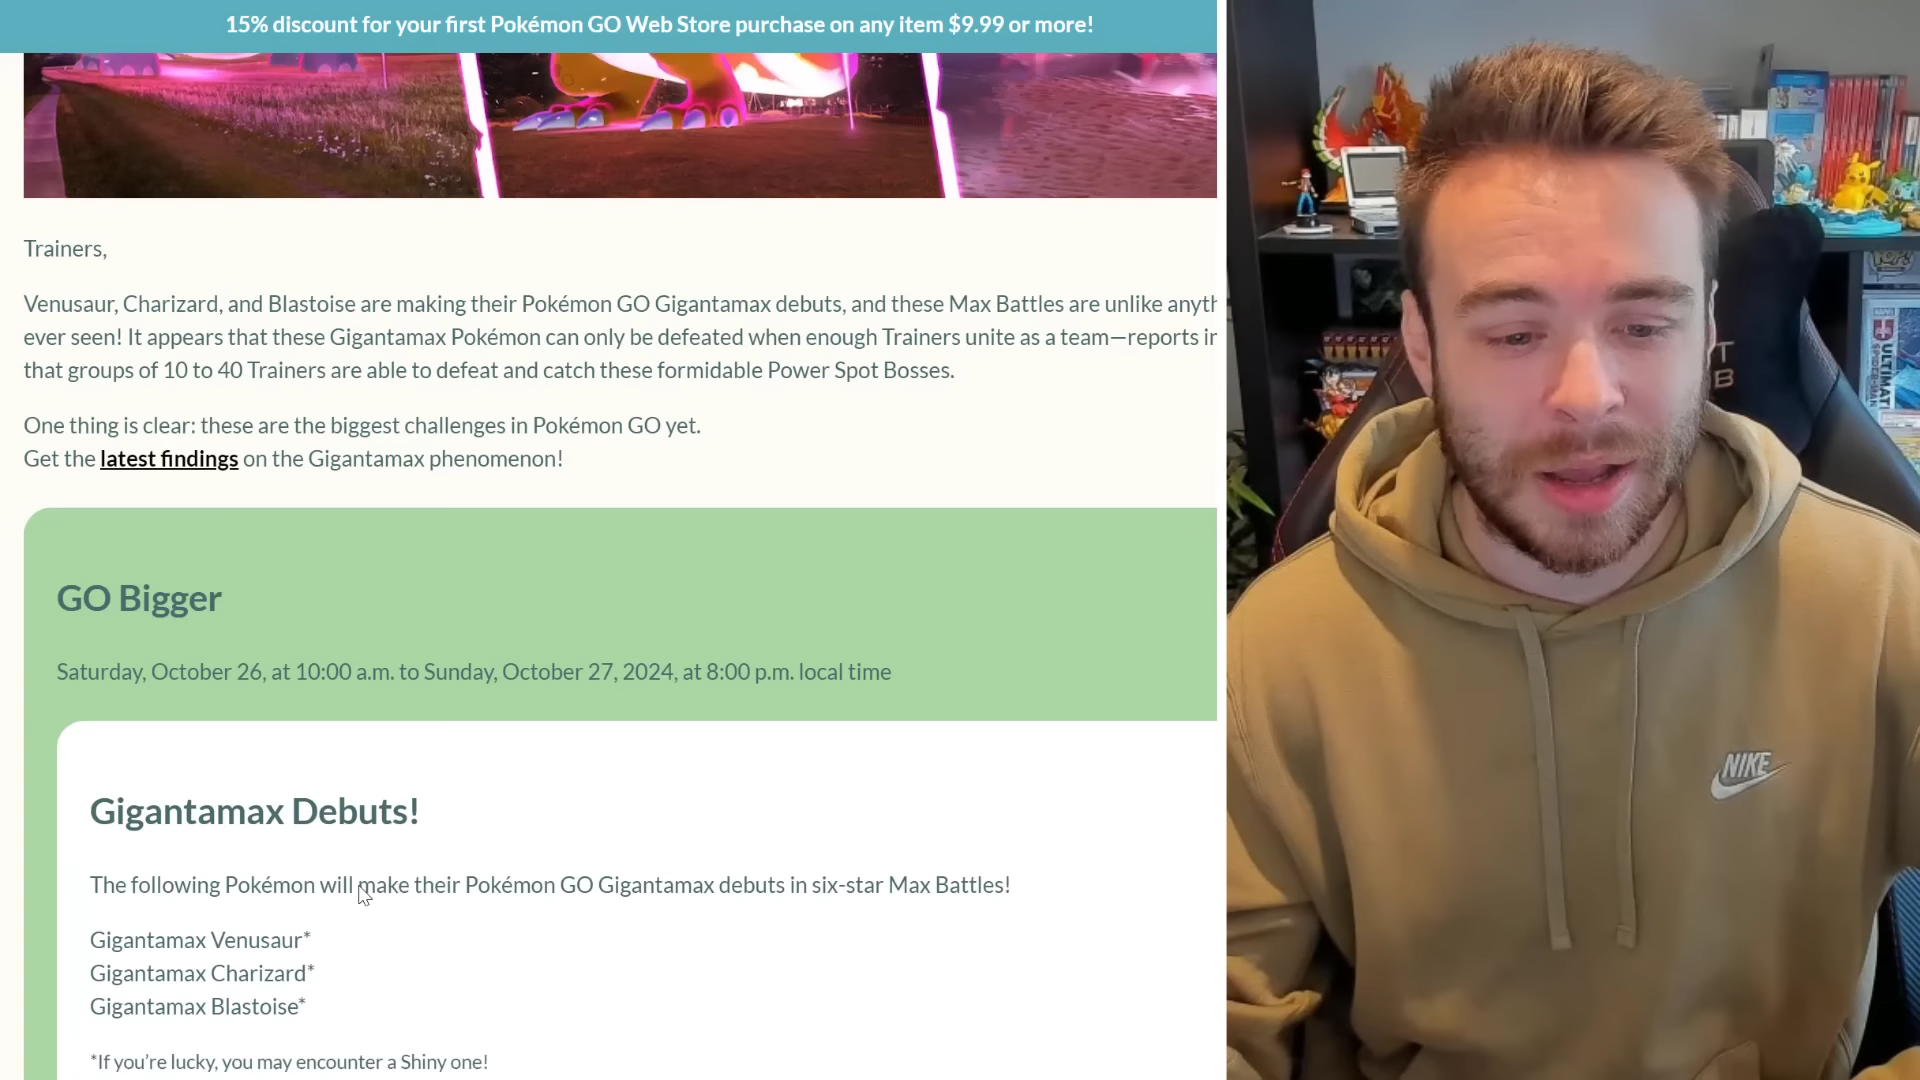 15% discount for your first Pokémon GO Web Store purchase on any item $9.99 or more!
Trainers,
Venusaur, Charizard, and Blastoise are making their Pokémon GO Gigantamax debuts, and these Max Battles are unlike anyth
ever seen! It appears that these Gigantamax Pokémon can only be defeated when enough Trainers unite as a team—reports in
that groups of 10 to 40 Trainers are able to defeat and catch these formidable Power Spot Bosses.
One thing is clear: these are the biggest challenges in Pokémon GO yet.
Get the latest findings on the Gigantamax phenomenon!
GO Bigger
Saturday, October 26, at 10:00 a.m. to Sunday, October 27, 2024, at 8:00 p.m. local time
Gigantamax Debuts!
The following Pokémon will make their Pokémon GO Gigantamax debuts in six-star Max Battles!
Gigantamax Venusaur*
Gigantamax Charizard*
Gigantamax Blastoise*
*If you’re lucky, you may encounter a Shiny one!
NIKE